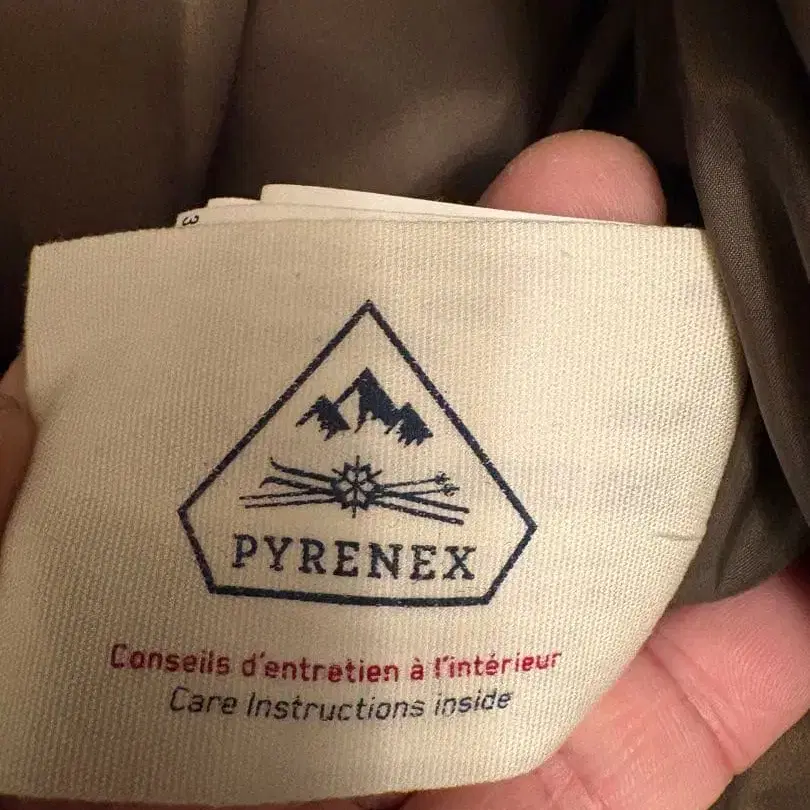 PYRENEX
Conseils d'entretien à l'intérieur
Care Instructions inside